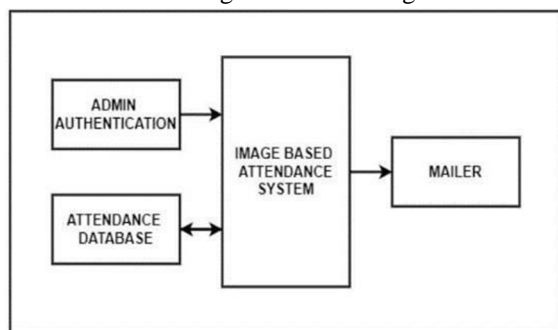 ADMIN
AUTHENTICATION
IMAGE BASED
ATTENDANCE
SYSTEM
MAILER
ATTENDANCE
DATABASE